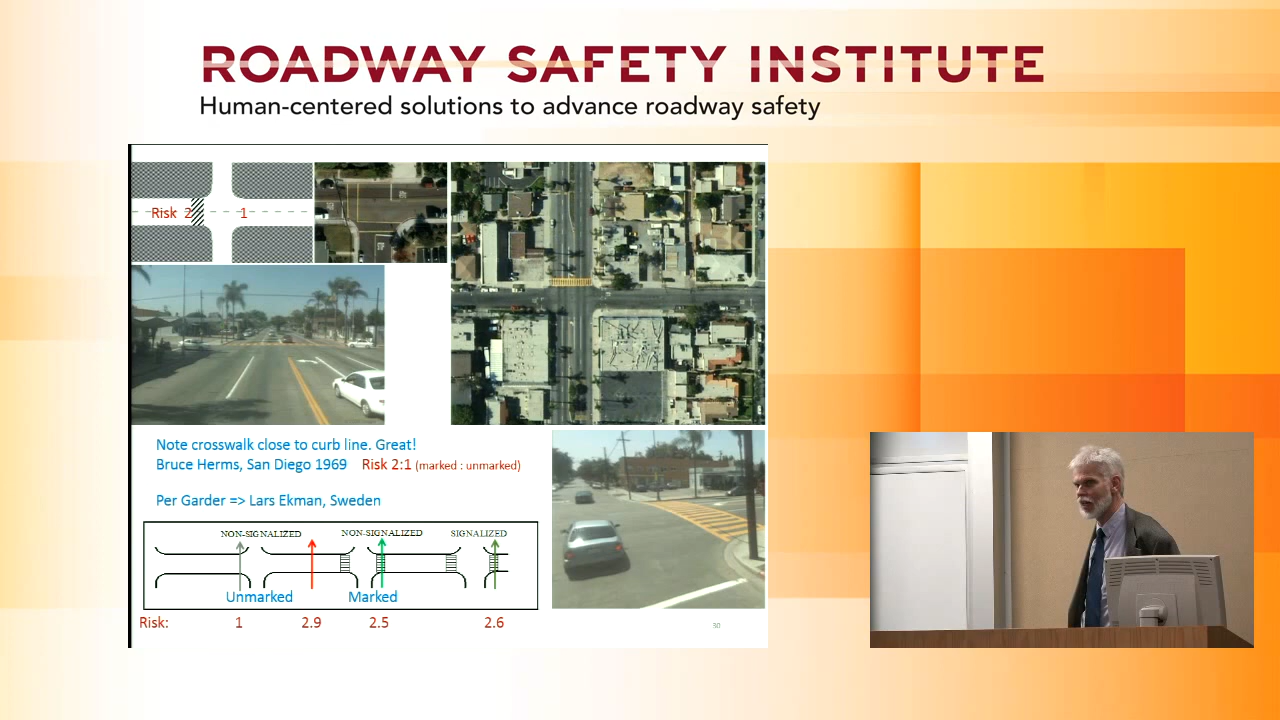 ROADWAY SAFETY INSTITUTE
Human-centered solutions to advance roadway safety
Risk 2 1
Note crosswalk close to curb line. Great!
Bruce Herms, San Diego 1969 Risk 2:1 (marked : unmarked)
Per Garder => Lars Ekman, Sweden
NON-SIGNALIZED NON-SIGNALIZED SIGNALIZED
Unmarked Marked
Risk: 1 2.9 2.5 2.6
30